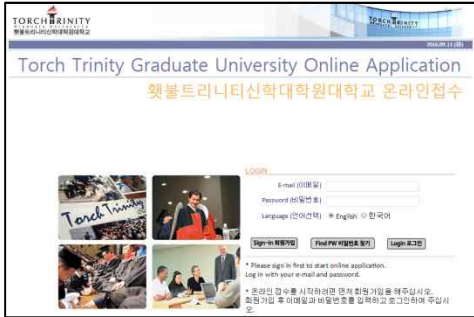 TORCH TRINITY
횃불트리니티신학대학원대학교
TORCH TRINITY
Torch Trinity Graduate University Online Application
횃불트리니티신학대학원대학교 온라인접수
Torch Trinity
LOGIN
E-mail (이메일)
Password (비밀번호)
Language (언어선택) English 한국어
Sign-in 회원가입 Find PW 비밀번호 찾기 Login 로그인
* Please sign in first to start online application.
Log in with your e-mail and password.
* 온라인 접수를 시작하려면 먼저 회원가입을 해주십시오.
회원가입 후 이메일과 비밀번호를 입력하고 로그인하여 주십시
오.